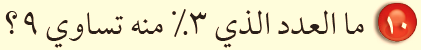 ١٠ ما العدد الذي ٣٪ منه تساوي ٩؟